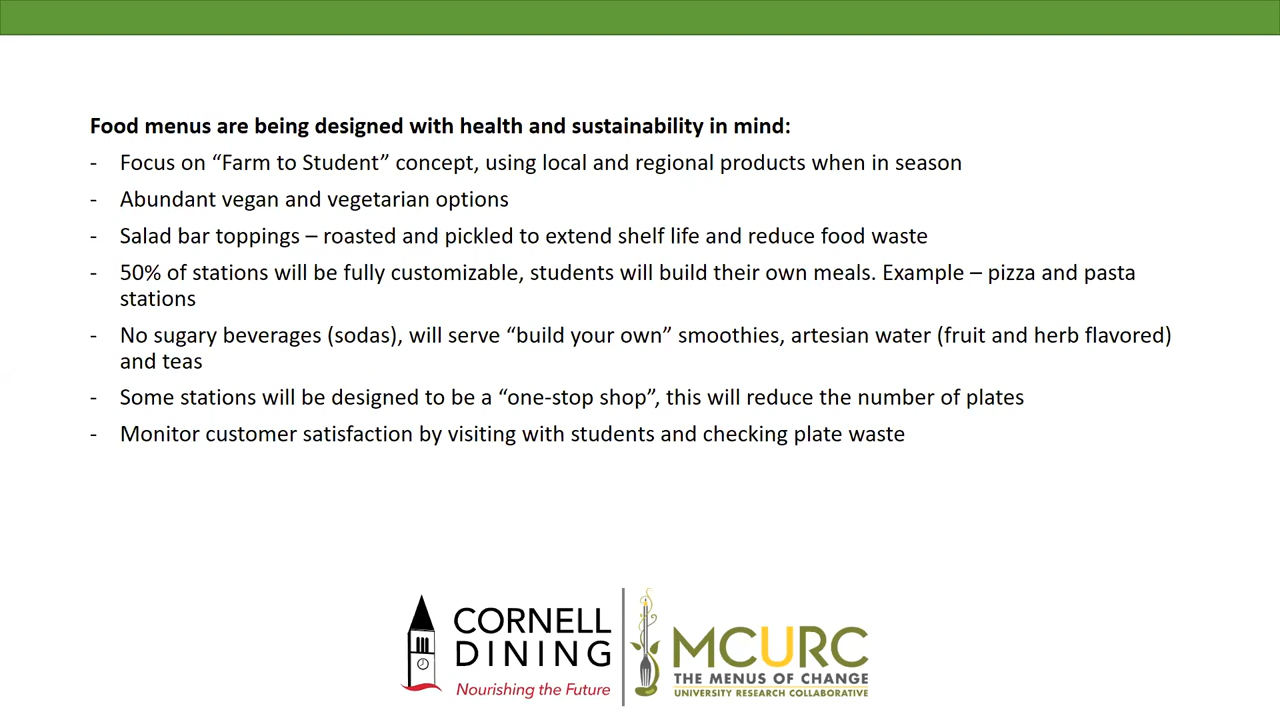 Food menus are being designed with health and sustainability in mind:
- Focus on “Farm to Student” concept, using local and regional products when in season
- Abundant vegan and vegetarian options
- Salad bar toppings – roasted and pickled to extend shelf life and reduce food waste
- 50% of stations will be fully customizable, students will build their own meals. Example – pizza and pasta
stations
- No sugary beverages (sodas), will serve “build your own” smoothies, artesian water (fruit and herb flavored)
and teas
- Some stations will be designed to be a “one-stop shop”, this will reduce the number of plates
- Monitor customer satisfaction by visiting with students and checking plate waste
CORNELL
DINING
Nourishing the Future
MCURC
THE MENUS OF CHANGE
UNIVERSITY RESEARCH COLLABORATIVE